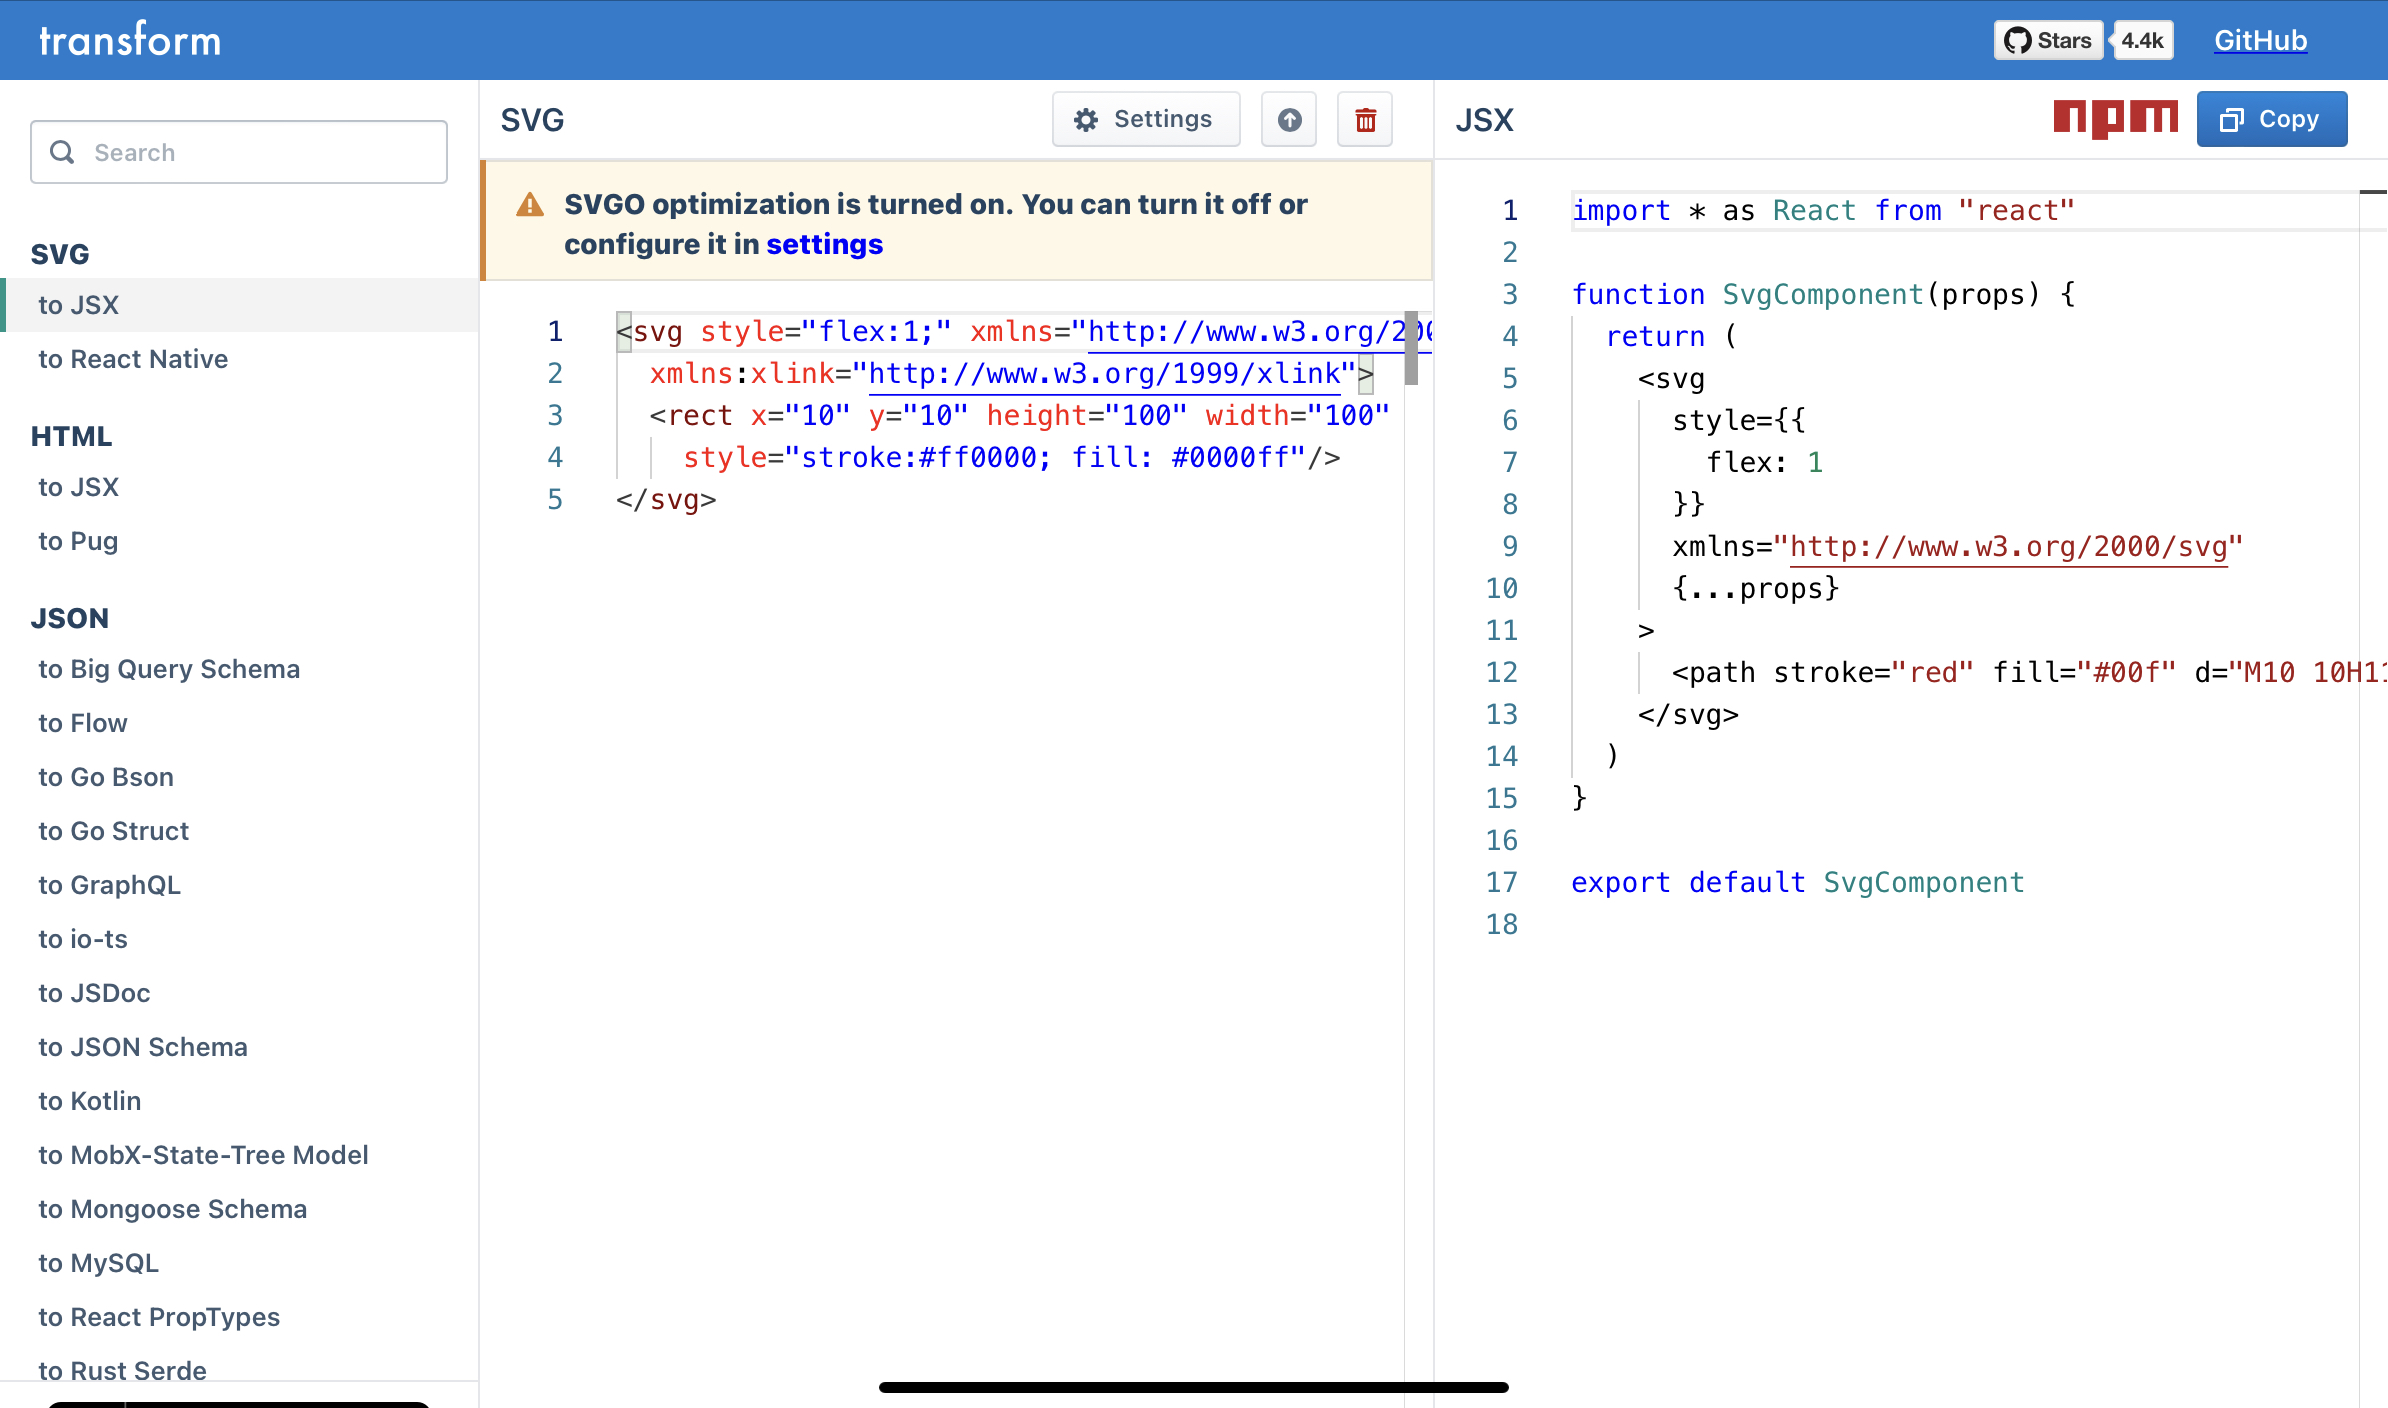 transform
Stars
4.4k
GitHub
Search
SVG
to JSX
to React Native
HTML
to JSX
to Pug
JSON
to Big Query Schema
to Flow
to Go Bson
to Go Struct
to GraphQL
to io-ts
to JSDoc
to JSON Schema
to Kotlin
to MobX-State-Tree Model
to Mongoose Schema
to MySQL
to React PropTypes
to Rust Serde
SVG
Settings
SVGO optimization is turned on. You can turn it off or
configure it in settings
1 <svg style="flex:1;" xmlns="http://www.w3.org/200
2 xmlns:xlink="http://www.w3.org/1999/xlink">
3 <rect x="10" y="10" height="100" width="100"
4 style="stroke:#ff0000; fill: #0000ff"/>
5 </svg>
JSX
npm
Copy
1 import * as React from "react"
2
3 function SvgComponent(props) {
4 return (
5 <svg
6 style={{
7 flex: 1
8 }}
9 xmlns="http://www.w3.org/2000/svg"
10 {...props}
11 >
12 <path stroke="red" fill="#00f" d="M10 10H11
13 </svg>
14 )
15 }
16
17 export default SvgComponent
18